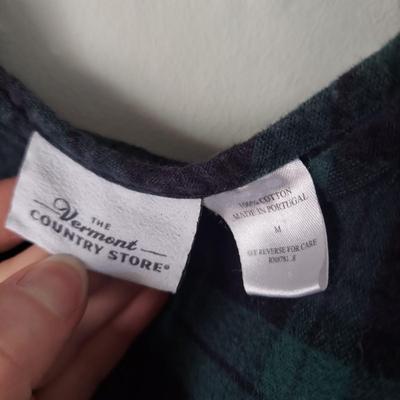 THE
Vermont
COUNTRY STORE®
100% COTTON
MADE IN PORTUGAL
M
SEE REVERSE FOR CARE